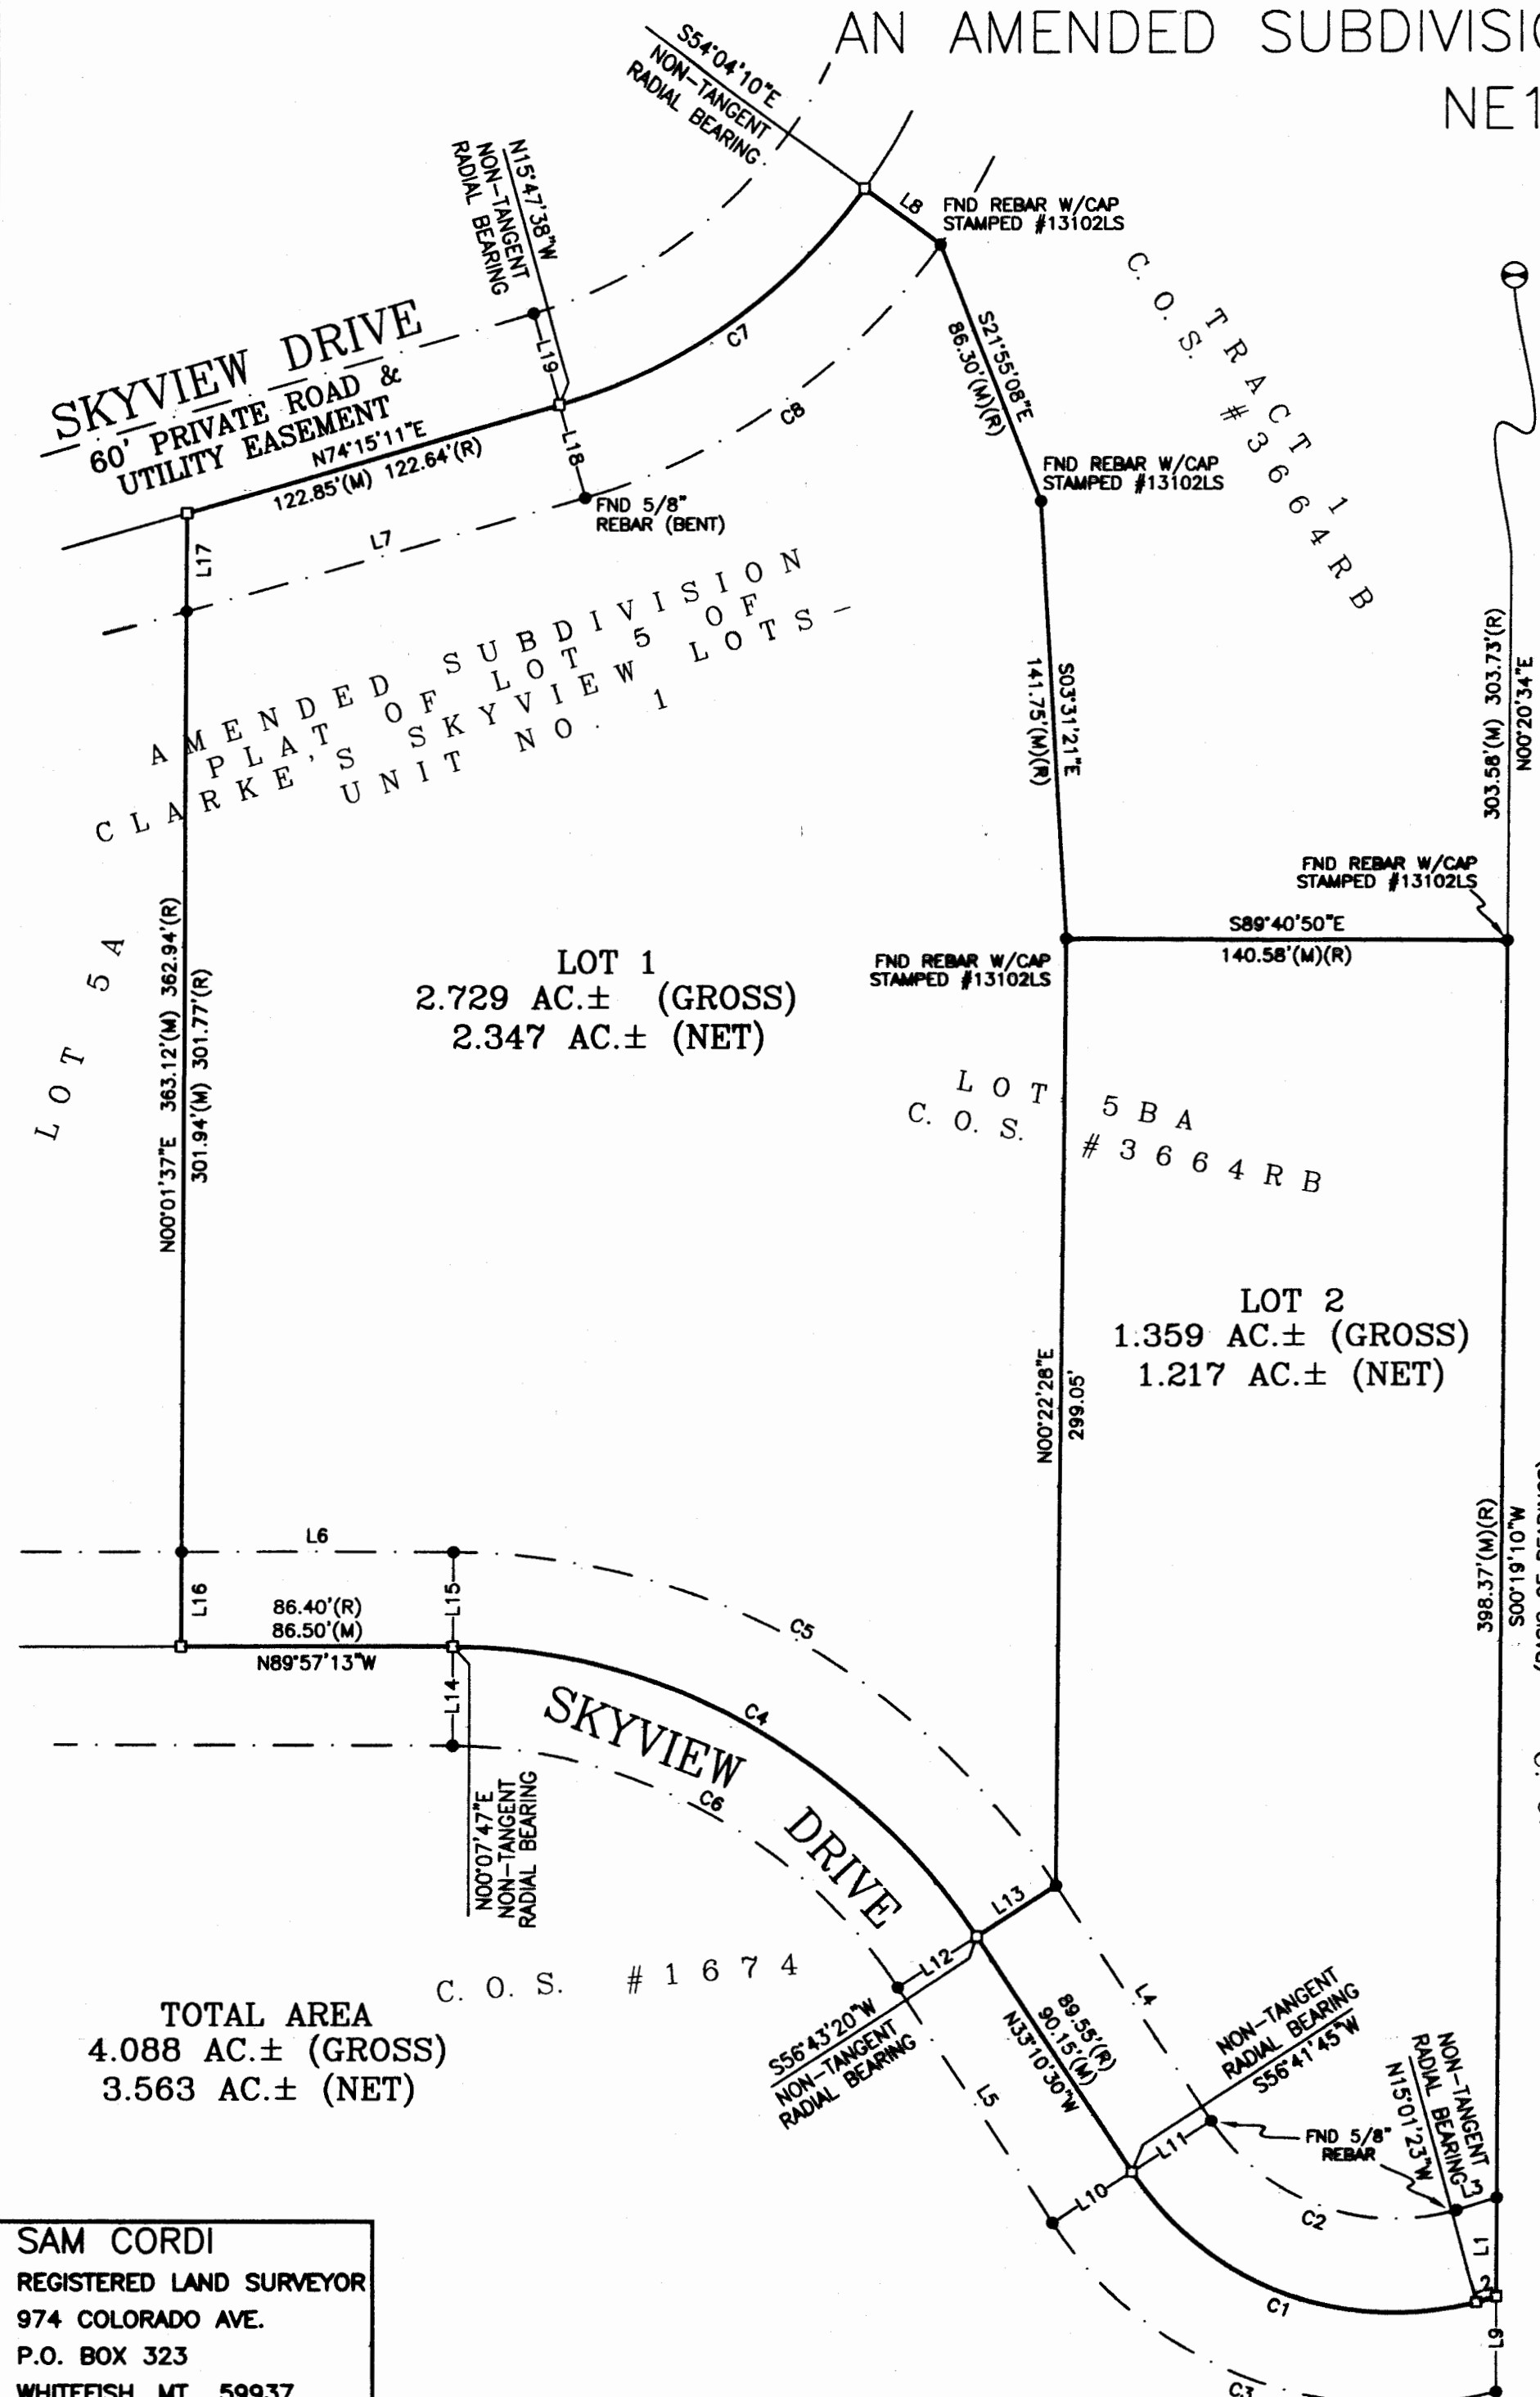 AN AMENDED SUBDIVISI
NE1
S54°04'10"E
NON-TANGENT
RADIAL BEARING
N15°47'38"W
NON-TANGENT
RADIAL BEARING
L8
FND REBAR W/CAP
STAMPED #13102LS
C7
L19
SKYVIEW DRIVE
60' PRIVATE ROAD &
UTILITY EASEMENT
N74°15'11"E
122.85'(M) 122.64'(R)
L18
C8
S21°55'08"E
86.30'(M)(R)
TRACT 1
C.O.S. #3664RB
FND REBAR W/CAP
STAMPED #13102LS
FND 5/8"
REBAR (BENT)
L17
L7
AMENDED SUBDIVISION
PLAT OF LOT 5 OF
CLARKE'S SKYVIEW LOTS-
UNIT NO. 1
S03°31'21"E
141.75'(M)(R)
303.58'(M) 303.73'(R)
N00°20'34"E
FND REBAR W/CAP
STAMPED #13102LS
S89°40'50"E
140.58'(M)(R)
FND REBAR W/CAP
STAMPED #13102LS
LOT 5A
N00°01'37"E 363.12'(M) 362.94'(R)
301.94'(M) 301.77'(R)
LOT 1
2.729 AC.± (GROSS)
2.347 AC.± (NET)
LOT 5BA
C.O.S. #3664RB
LOT 2
1.359 AC.± (GROSS)
1.217 AC.± (NET)
N00°22'28"E
299.05'
398.37'(M)(R)
S00°19'10"W
L6
L16
L15
86.40'(R)
86.50'(M)
N89°57'13"W
L14
C5
C4
SKYVIEW DRIVE
C6
N00°07'47"E
NON-TANGENT
RADIAL BEARING
L13
L12
C.O.S. #1674
TOTAL AREA
4.088 AC.± (GROSS)
3.563 AC.± (NET)
S56°43'20"W
NON-TANGENT
RADIAL BEARING
89.55'(R)
90.15'(M)
N33°10'30"W
L4
L5
NON-TANGENT
RADIAL BEARING
S56°41'45"W
NON-TANGENT
RADIAL BEARING
N15°01'23"W
L11
FND 5/8"
REBAR
L3
L10
C2
L1
C1
L9
C3
SAM CORDI
REGISTERED LAND SURVEYOR
974 COLORADO AVE.
P.O. BOX 323
WHITEFISH, MT 59937